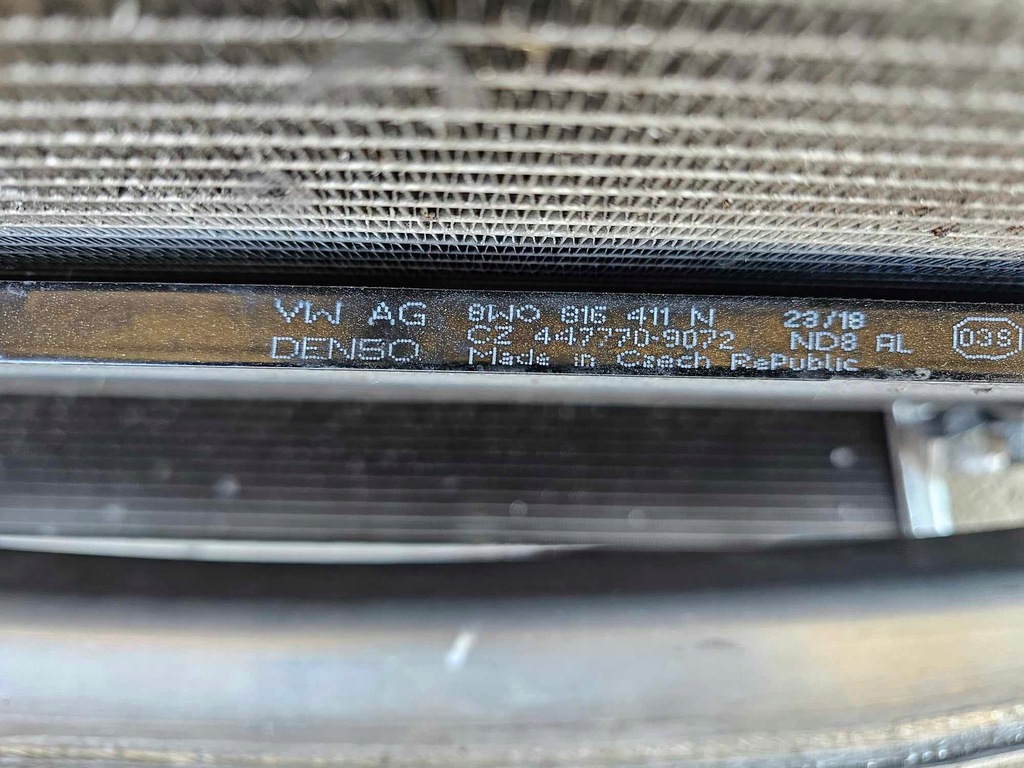 VW AG 8W0 816 411 N 23/18
CZ 447770-9072 ND8 AL
DENSO Made in Czech RePublic
038